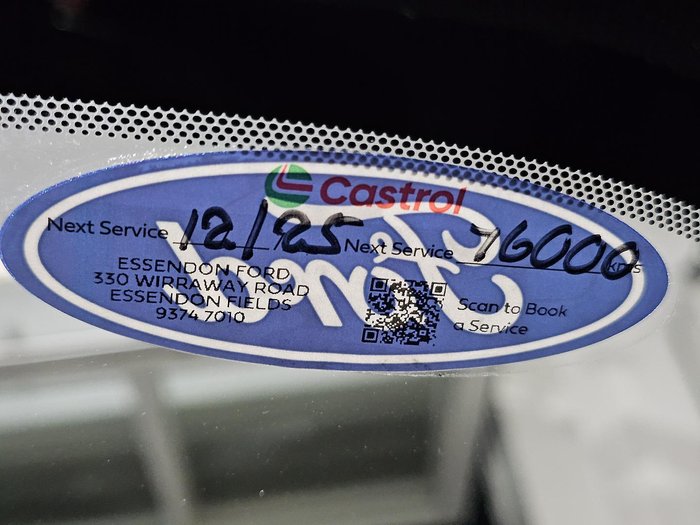 Castrol
Next Service 12/25 Next Service 76000 kms
ESSENDON FORD
330 WIRRAWAY ROAD
ESSENDON FIELDS
9374 7010
Scan to Book
a Service
Ford